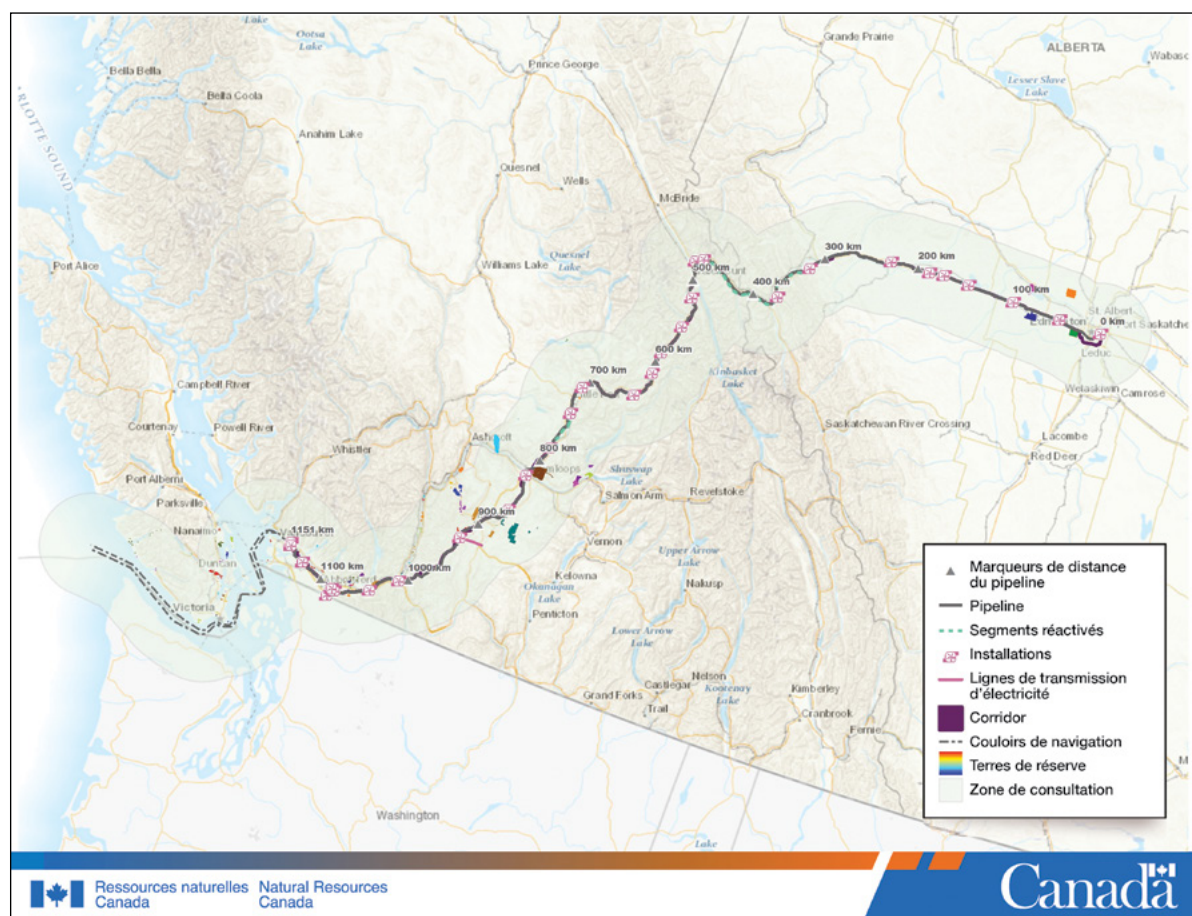 Lake
Ootsa
Lake
Grande Prairie
ALBERTA
Bella Bella
Prince George
Wabasc
Lesser Slave
Lake
Bella Coola
RLOTTE SOUND
Anahim Lake
Quesnel
Wells
McBride
Port Alice
Williams Lake
Quesnel
Lake
500 km
400 km
300 km
200 km
100 km
St. Albert
0 km
Leduc
600 km
Kinbasket
Lake
700 km
Wetaskiwin
Camrose
Campbell River
Courtenay
Powell River
Saskatchewan River Crossing
Lacombe
Red Deer
Whistler
Ashcroft
800 km
Port Alberni
Parksville
Shuswap
Lake
Salmon Arm
Revelstoke
Nanaimo
1151 km
900 km
Vernon
Duncan
1100 km
1000 km
Upper Arrow
Lake
Nakusp
Kelowna
Okanagan
Lake
Penticton
Victoria
Lower Arrow
Lake
Nelson
Castlegar
Kootenay
Lake
Kimberley
Grand Forks
Trail
Cranbrook
Fernie
Washington
Lake
Marqueurs de distance
du pipeline
Pipeline
Segments réactivés
Installations
Lignes de transmission
d'électricité
Corridor
Couloirs de navigation
Terres de réserve
Zone de consultation
Ressources naturelles
Canada
Natural Resources
Canada
Canada